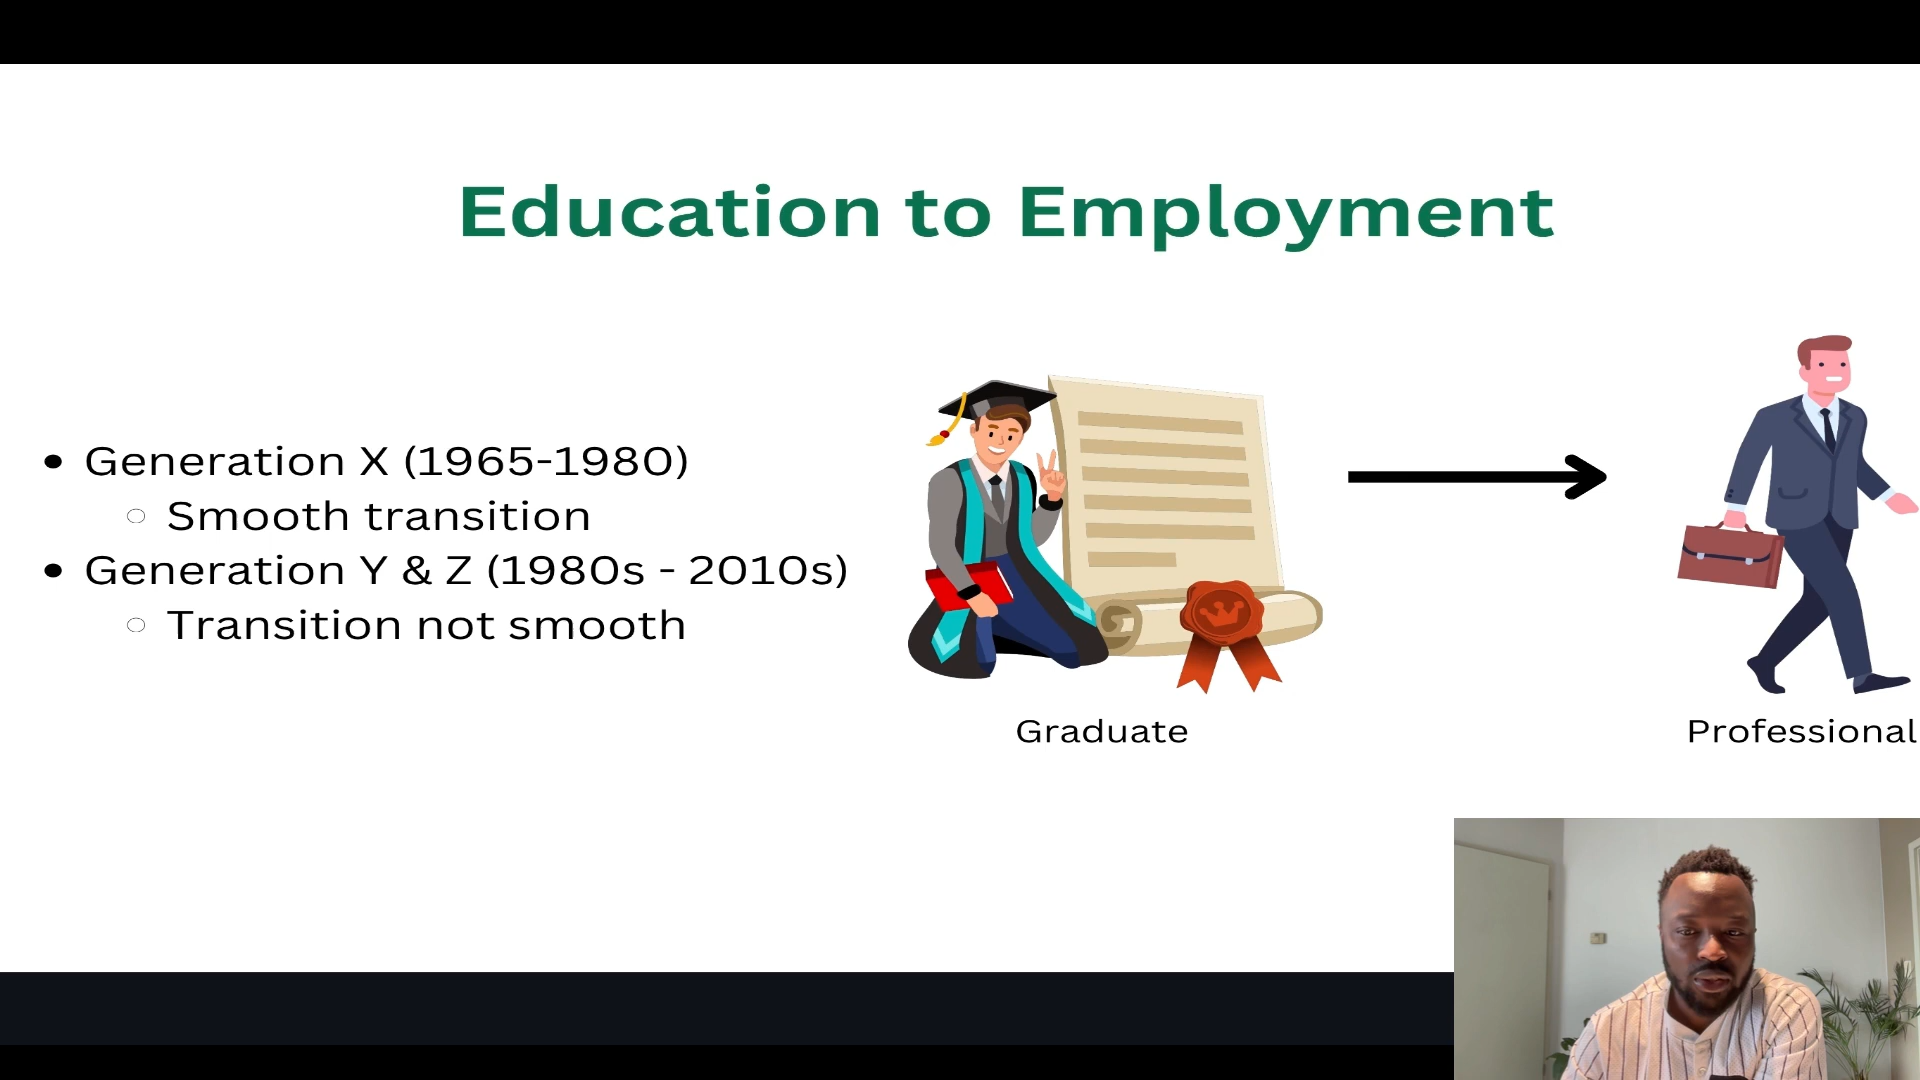 Education to Employment
• Generation X (1965-1980)
○ Smooth transition
• Generation Y & Z (1980s - 2010s)
○ Transition not smooth
Graduate
Professional